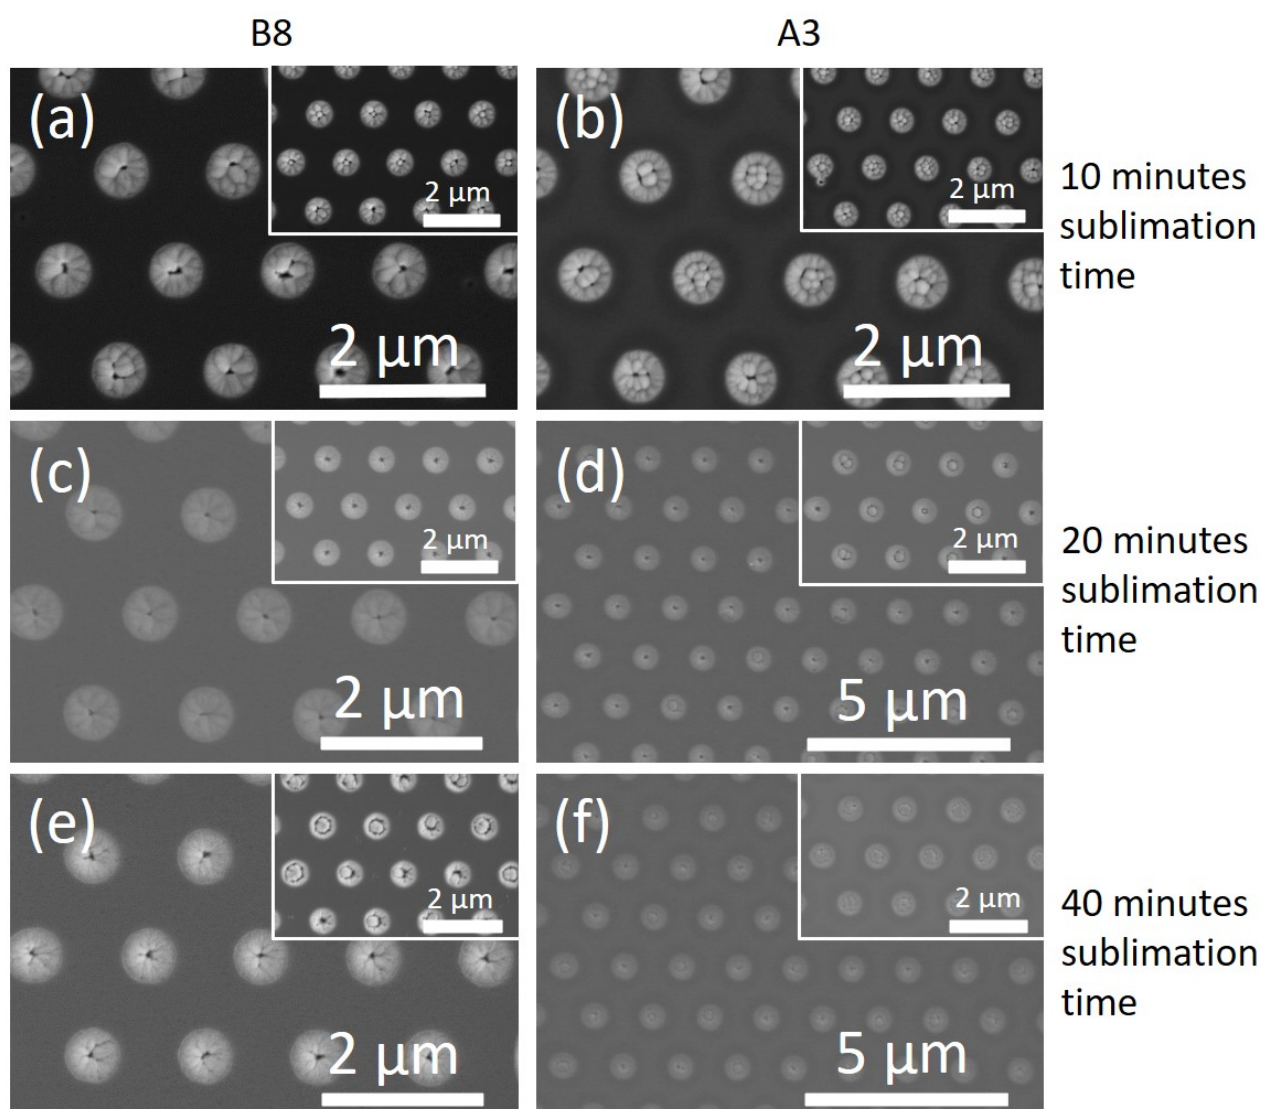 B8
A3
(a)
2 μm
2 μm
(b)
2 μm
2 μm
10 minutes
sublimation
time
(c)
2 μm
2 μm
(d)
2 μm
5 μm
20 minutes
sublimation
time
(e)
2 μm
2 μm
(f)
2 μm
5 μm
40 minutes
sublimation
time